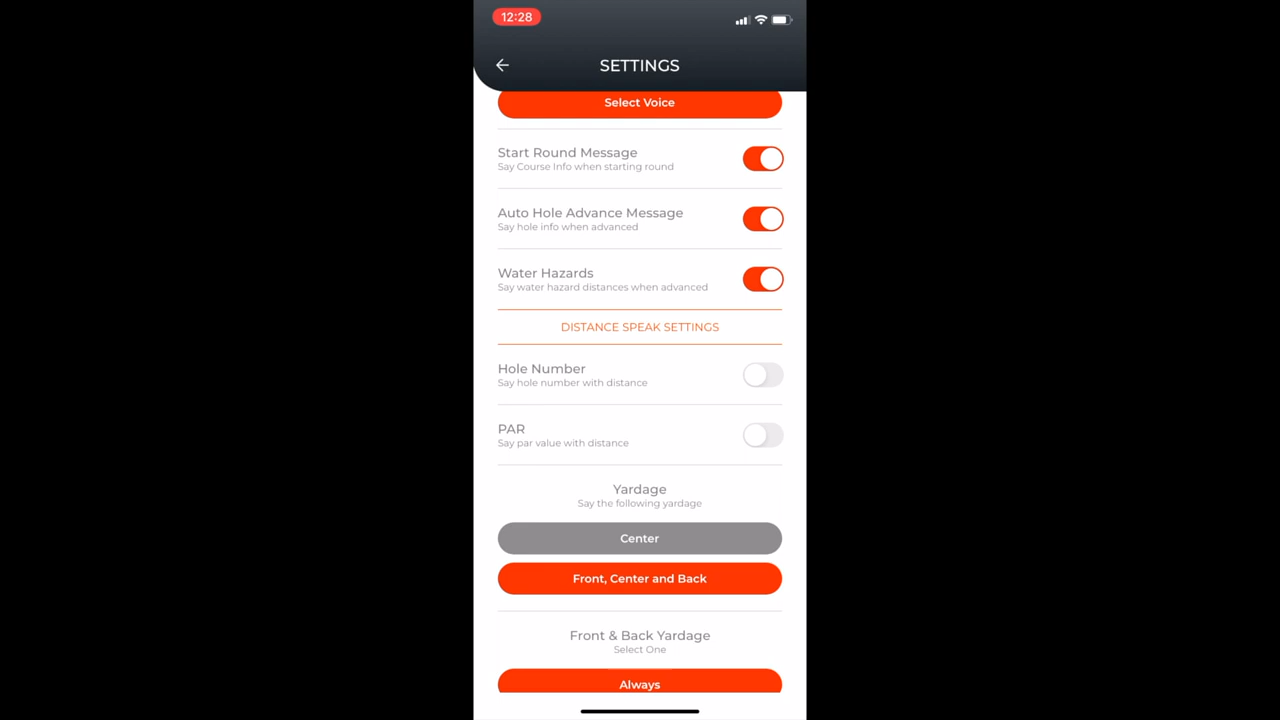 12:28
SETTINGS
Select Voice
Start Round Message
Say Course Info when starting round
Auto Hole Advance Message
Say hole info when advanced
Water Hazards
Say water hazard distances when advanced
DISTANCE SPEAK SETTINGS
Hole Number
Say hole number with distance
PAR
Say par value with distance
Yardage
Say the following yardage
Center
Front, Center and Back
Front & Back Yardage
Select One
Always